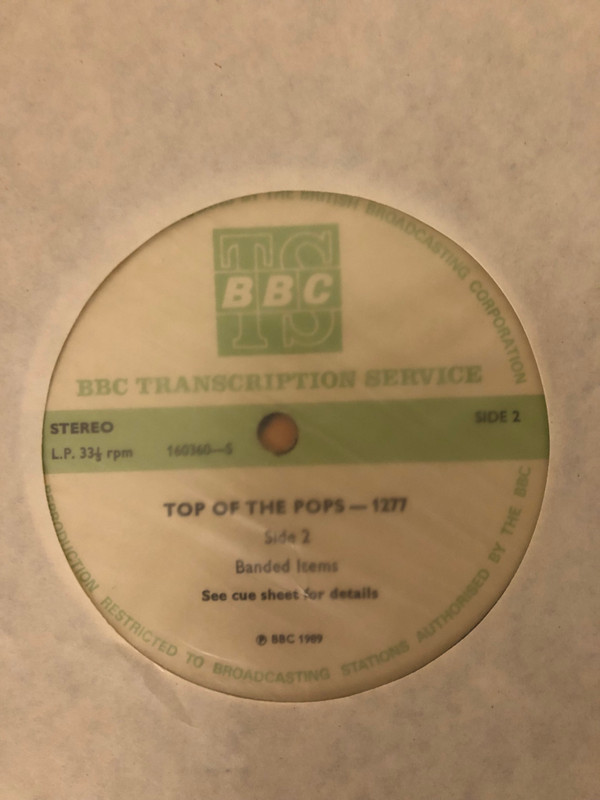 BY THE BRITISH BROADCASTING CORPORATION
TS
BBC
BBC TRANSCRIPTION SERVICE
STEREO
SIDE 2
L.P. 33⅓ rpm
160360—S
TOP OF THE POPS — 1277
Side 2
Banded Items
See cue sheet for details
℗ BBC 1989
REPRODUCTION RESTRICTED TO BROADCASTING STATIONS AUTHORISED BY THE BBC